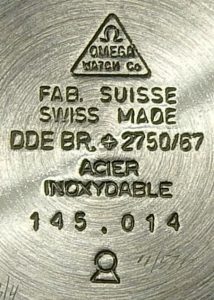 Ω
OMEGA
WATCH Co
FAB. SUISSE
SWISS MADE
DDE BR. ✥ 2750/67
ACIER
INOXYDABLE
145.014